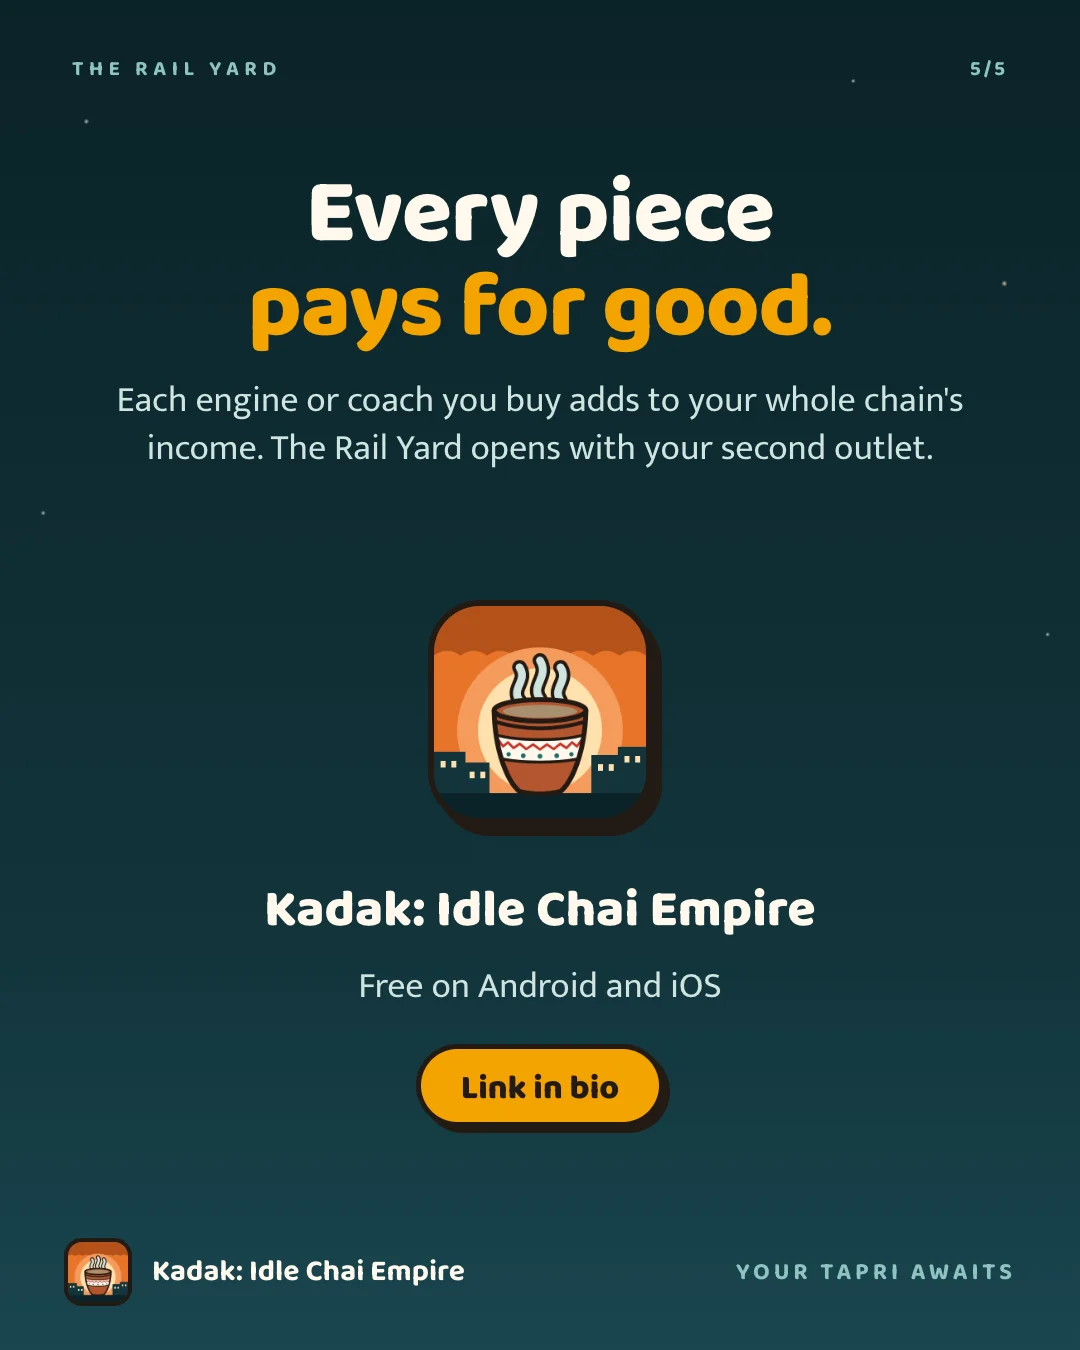 THE RAIL YARD
5/5
Every piece
pays for good.
Each engine or coach you buy adds to your whole chain's
income. The Rail Yard opens with your second outlet.
Kadak: Idle Chai Empire
Free on Android and iOS
Link in bio
Kadak: Idle Chai Empire
YOUR TAPRI AWAITS